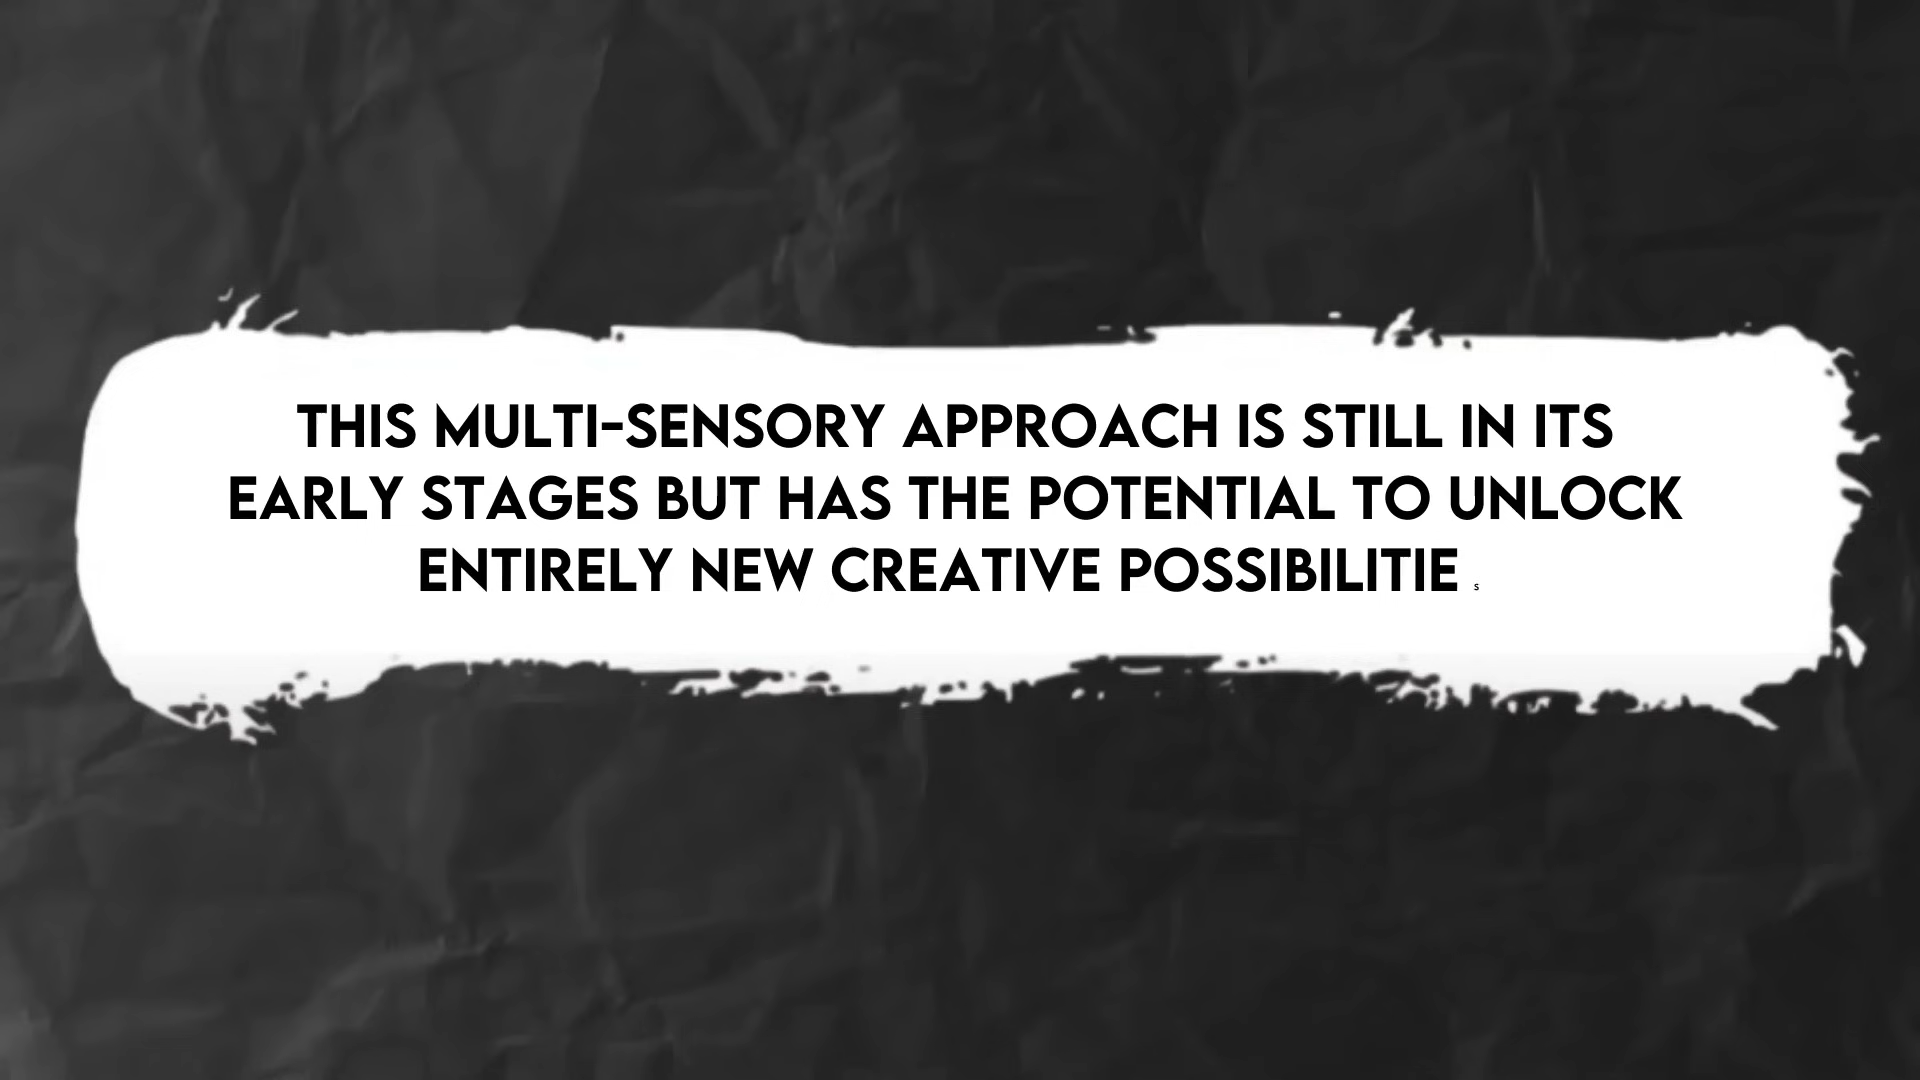 THIS MULTI-SENSORY APPROACH IS STILL IN ITS
EARLY STAGES BUT HAS THE POTENTIAL TO UNLOCK
ENTIRELY NEW CREATIVE POSSIBILITIE s